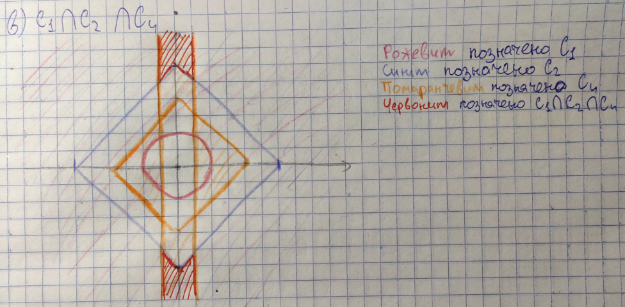 в) C₁∩C₂ ∩C₄
Рожевим позначено C₁
Синім позначено C₂
Помаранчевим позначено C₄
Червоним позначено C₁∩C₂∩C₄